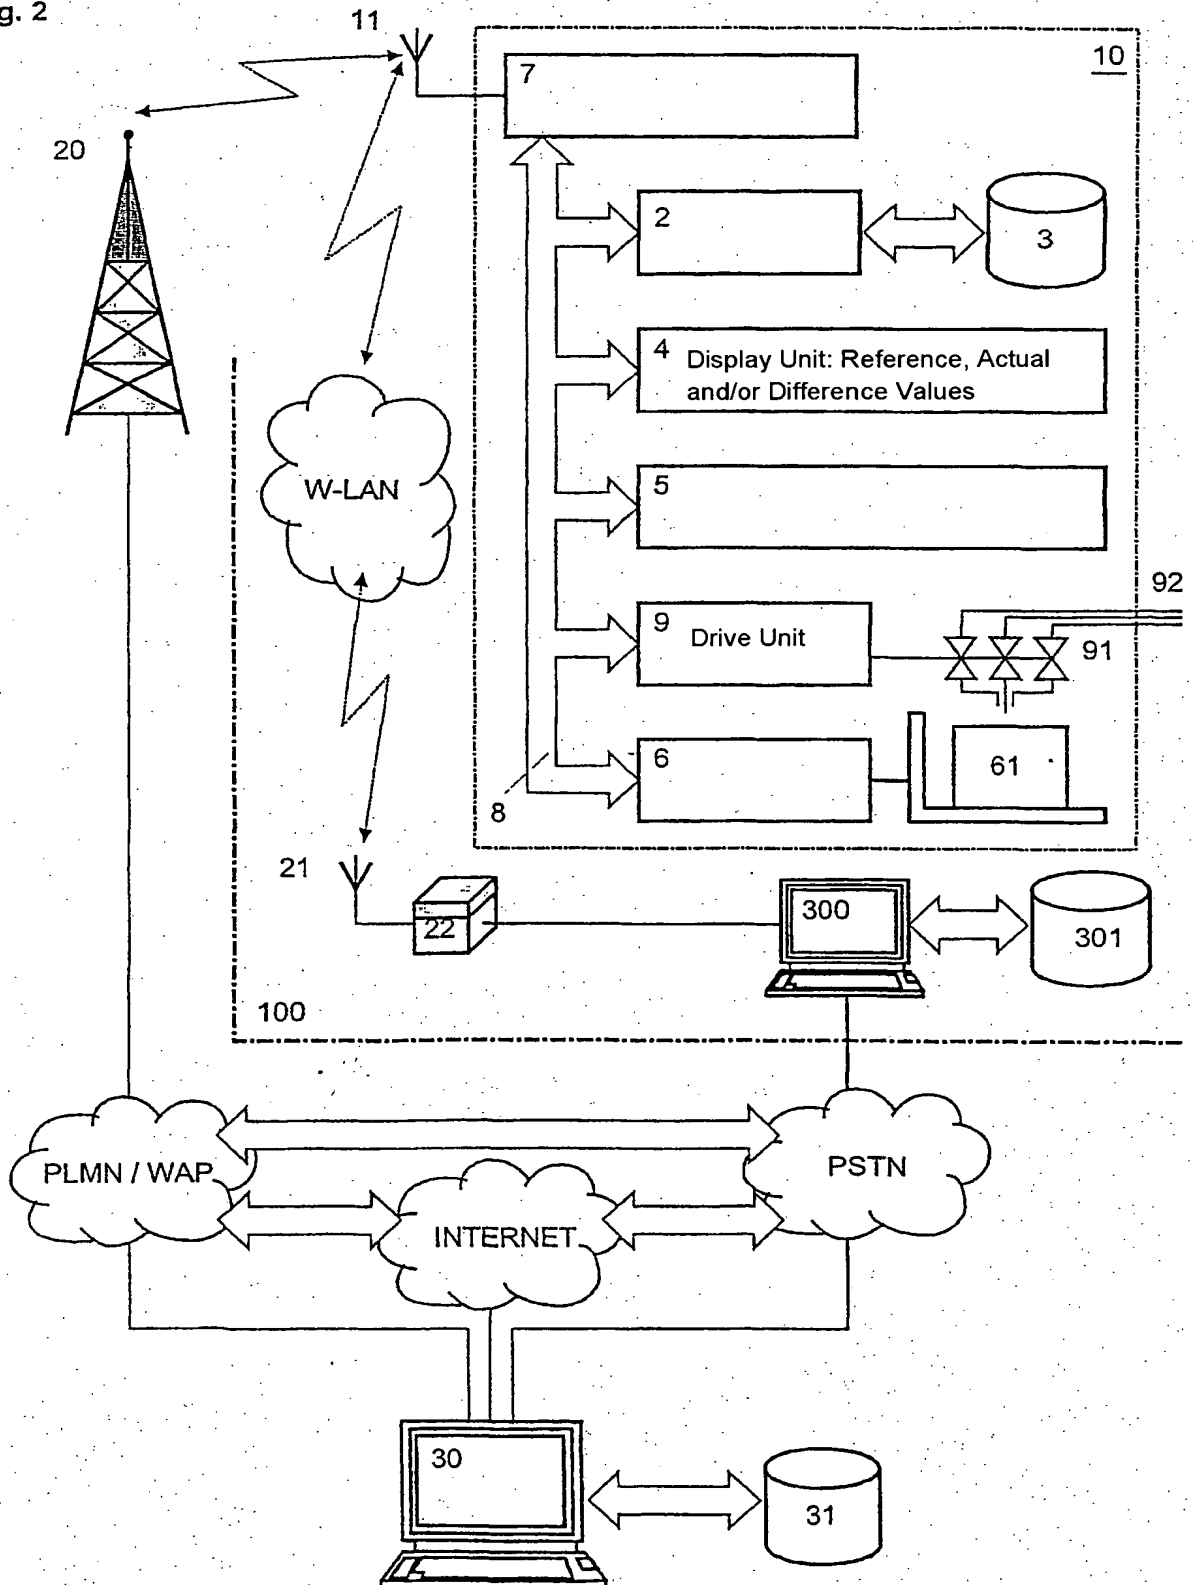 g. 2
11
10
7
20
2
3
4 Display Unit: Reference, Actual
and/or Difference Values
W-LAN
5
92
9 Drive Unit
91
6
61
8
21
22
300
301
100
PLMN / WAP
PSTN
INTERNET
30
31